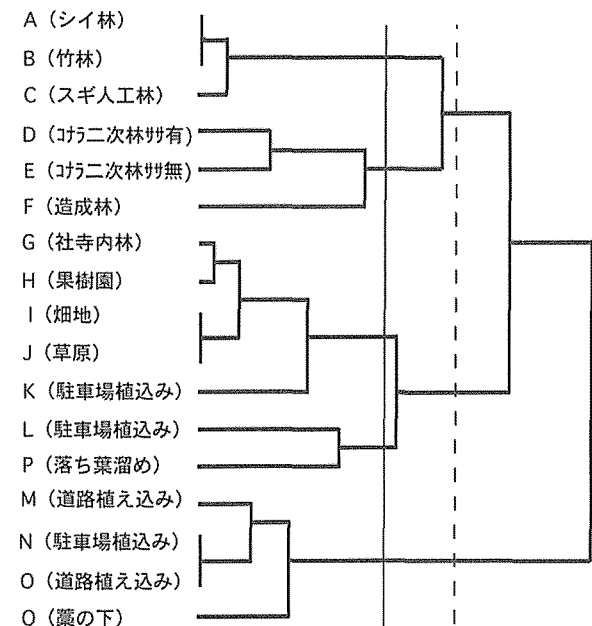 A(シイ林)
B(竹林)
C(スギ人工林)
D(コナラ二次林ササ有)
E(コナラ二次林ササ無)
F(造成林)
G(社寺内林)
H(果樹園)
I(畑地)
J(草原)
K(駐車場植込み)
L(駐車場植込み)
P(落ち葉溜め)
M(道路植え込み)
N(駐車場植込み)
O(道路植え込み)
Q(藁の下)